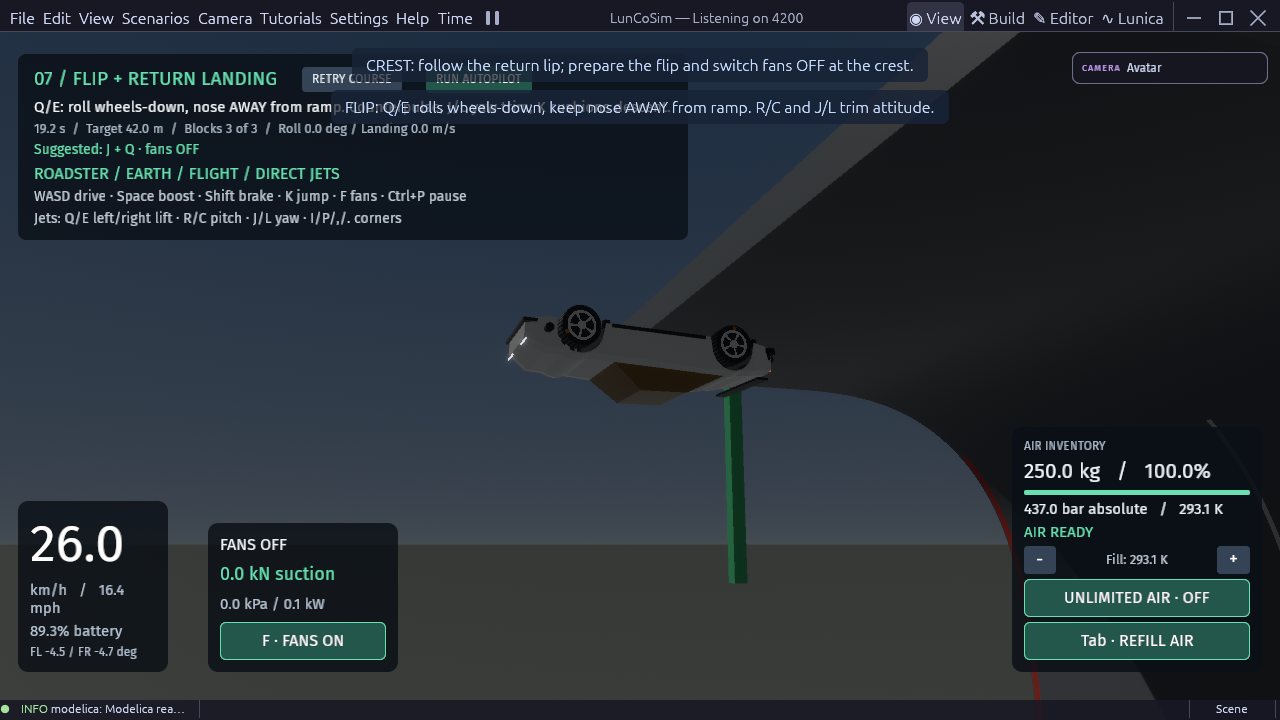 File Edit View Scenarios Camera Tutorials Settings Help Time
LunCoSim — Listening on 4200
View Build Editor Lunica
07 / FLIP + RETURN LANDING
RETRY COURSE
RUN AUTOPILOT
CREST: follow the return lip; prepare the flip and switch fans OFF at the crest.
Q/E: roll wheels-down, nose AWAY from ramp.
FLIP: Q/E rolls wheels-down, keep nose AWAY from ramp. R/C and J/L trim attitude.
19.2 s / Target 42.0 m / Blocks 3 of 3 / Roll 0.0 deg / Landing 0.0 m/s
Suggested: J + Q · fans OFF
ROADSTER / EARTH / FLIGHT / DIRECT JETS
WASD drive · Space boost · Shift brake · K jump · F fans · Ctrl+P pause
Jets: Q/E left/right lift · R/C pitch · J/L yaw · I/P/,/. corners
CAMERA Avatar
26.0
km/h / 16.4
mph
89.3% battery
FL -4.5 / FR -4.7 deg
FANS OFF
0.0 kN suction
0.0 kPa / 0.1 kW
F · FANS ON
AIR INVENTORY
250.0 kg / 100.0%
437.0 bar absolute / 293.1 K
AIR READY
- Fill: 293.1 K +
UNLIMITED AIR · OFF
Tab · REFILL AIR
INFO modelica: Modelica rea...
Scene